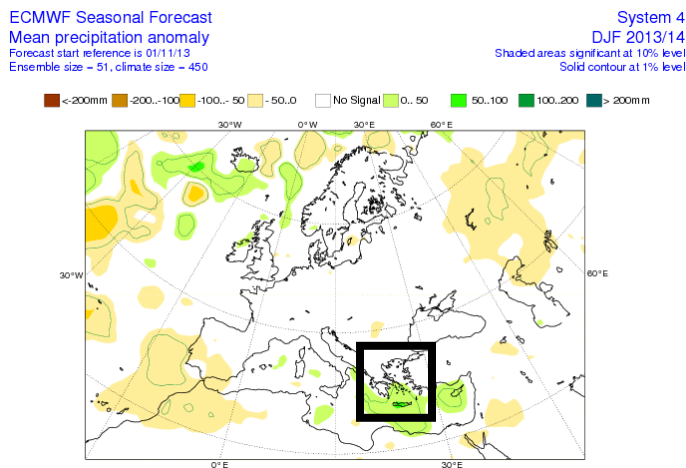 ECMWF Seasonal Forecast
System 4
Mean precipitation anomaly
DJF 2013/14
Forecast start reference is 01/11/13
Shaded areas significant at 10% level
Ensemble size = 51, climate size = 450
Solid contour at 1% level
<-200mm -200..-100 -100..- 50 - 50..0 No Signal 0.. 50 50..100 100..200 > 200mm
30°W 0°W 30°E 60°E
30°W
60°E
0°E 30°E